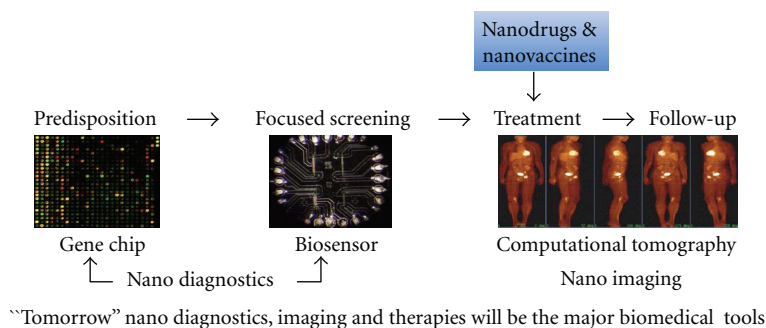 Nanodrugs &
nanovaccines
Predisposition
Focused screening
Treatment
Follow-up
Gene chip
Biosensor
Computational tomography
Nano diagnostics
Nano imaging
``Tomorrow” nano diagnostics, imaging and therapies will be the major biomedical tools